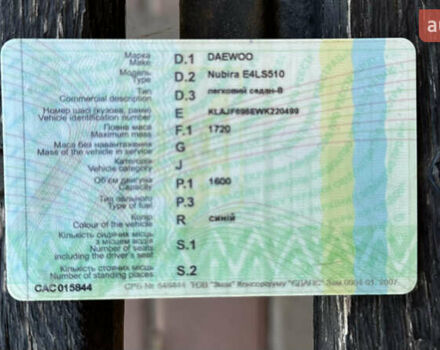 Марка
Make
D.1 DAEWOO
Модель
Type
D.2 Nubira E4LS510
Тип
Commercial description
D.3 легковий седан-В
Номер шасі (кузова, рами)
Vehicle identification number
E KLAJF696EWK220499
Повна маса
Maximum mass
F.1 1720
Маса без навантаження
Mass of the vehicle in service
G
Категорія
Vehicle category
J
Об'єм двигуна
Capacity
P.1 1600
Тип пального
Type of fuel
P.3
Колір
Colour of the vehicle
R синій
Кількість сидячих місць
з місцем водія
Number of seats
including the driver's seat
S.1
Кількість стоячих місць
Number of standing places
S.2
САС 015844